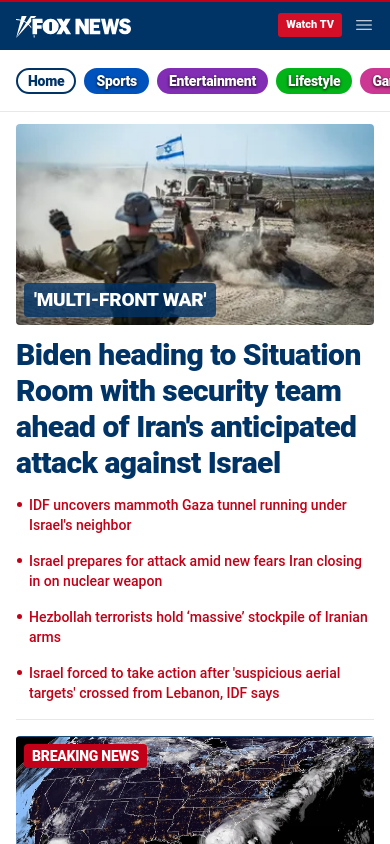 FOX NEWS
Watch TV
Home
Sports
Entertainment
Lifestyle
'MULTI-FRONT WAR'
Biden heading to Situation
Room with security team
ahead of Iran's anticipated
attack against Israel
• IDF uncovers mammoth Gaza tunnel running under
Israel's neighbor
• Israel prepares for attack amid new fears Iran closing
in on nuclear weapon
• Hezbollah terrorists hold ‘massive’ stockpile of Iranian
arms
• Israel forced to take action after 'suspicious aerial
targets' crossed from Lebanon, IDF says
BREAKING NEWS